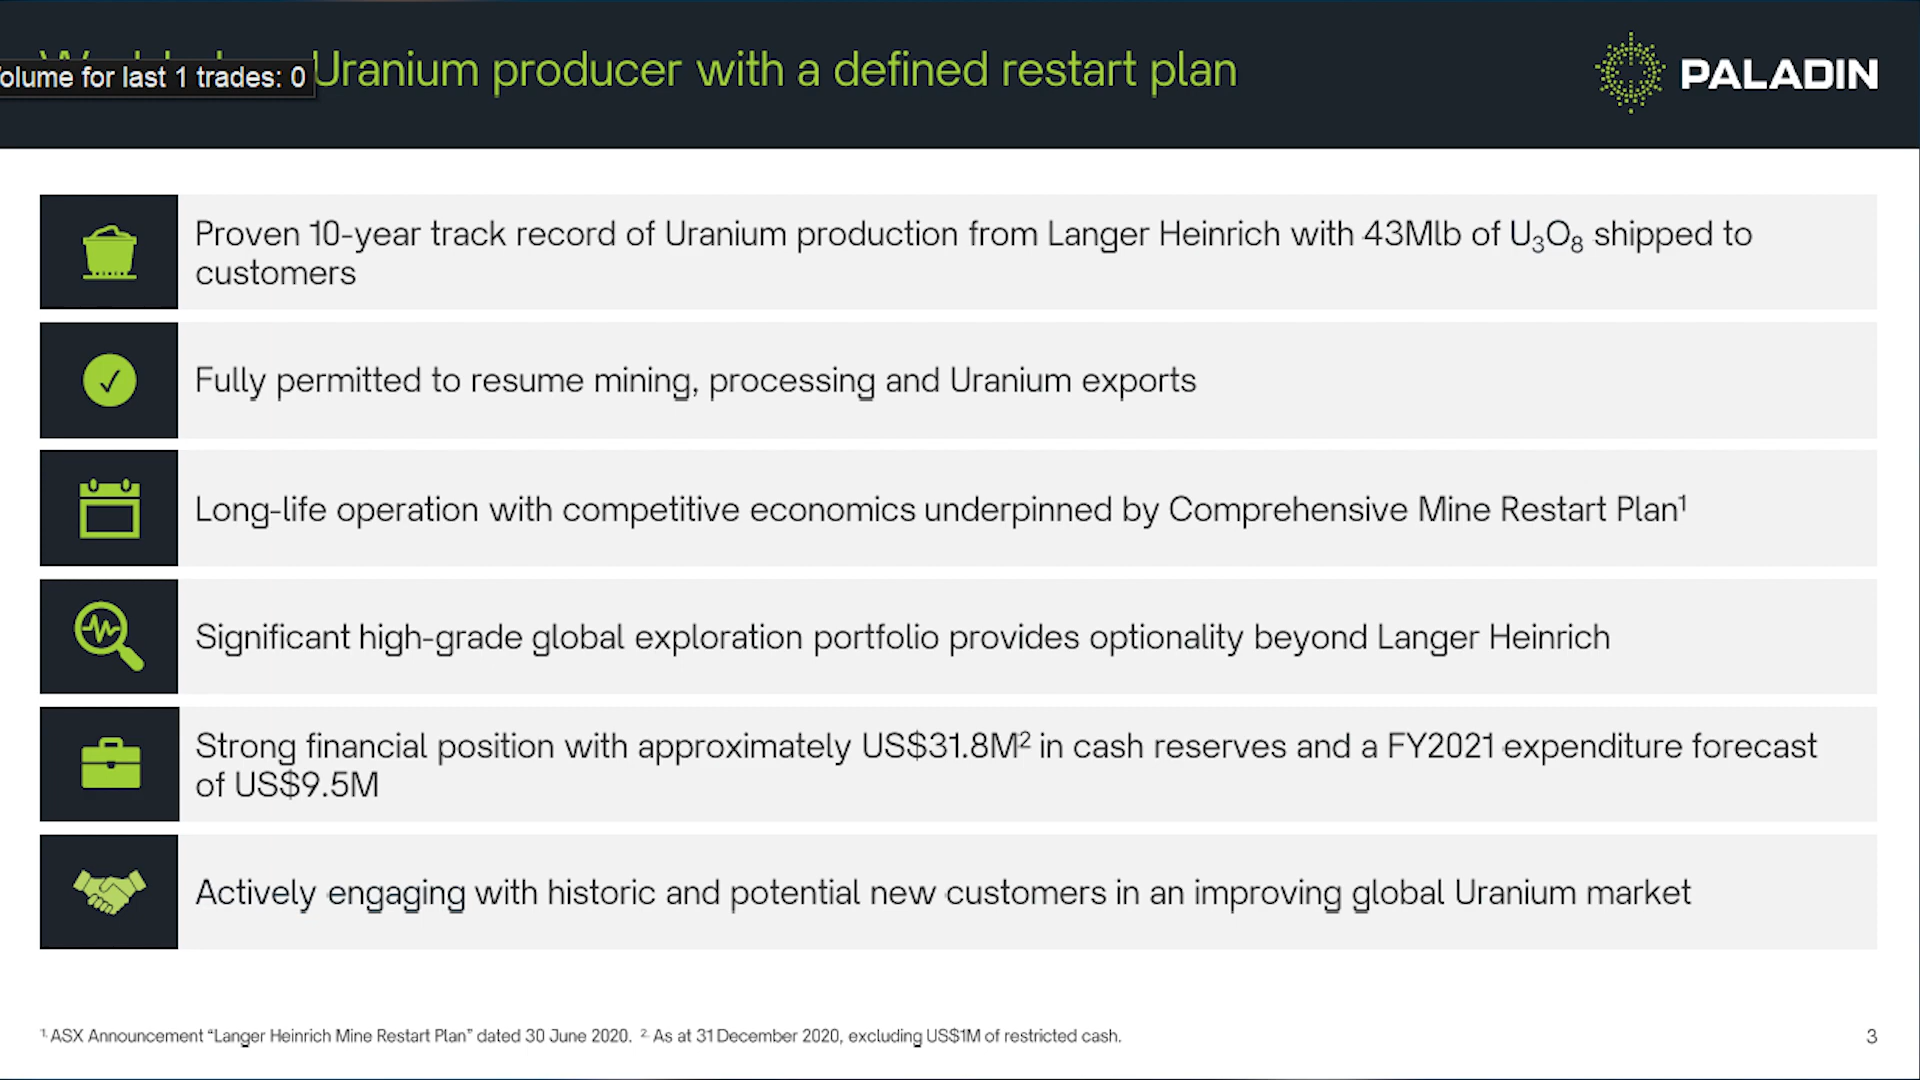 olume for last 1 trades: 0
Uranium producer with a defined restart plan
PALADIN
Proven 10-year track record of Uranium production from Langer Heinrich with 43Mlb of U₃O₈ shipped to
customers
Fully permitted to resume mining, processing and Uranium exports
Long-life operation with competitive economics underpinned by Comprehensive Mine Restart Plan¹
Significant high-grade global exploration portfolio provides optionality beyond Langer Heinrich
Strong financial position with approximately US$31.8M² in cash reserves and a FY2021 expenditure forecast
of US$9.5M
Actively engaging with historic and potential new customers in an improving global Uranium market
¹· ASX Announcement “Langer Heinrich Mine Restart Plan” dated 30 June 2020. ²· As at 31 December 2020, excluding US$1M of restricted cash.
3